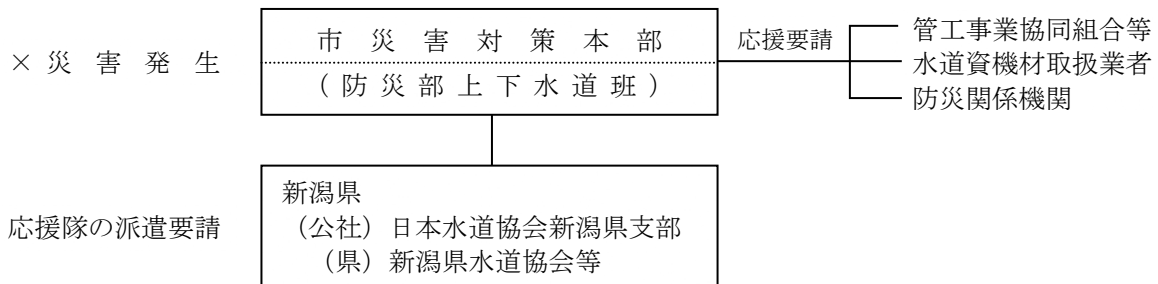 ×災害発生
市災害対策本部
(防災部上下水道班)
応援要請
管工事業協同組合等
水道資機材取扱業者
防災関係機関
応援隊の派遣要請
新潟県
（公社）日本水道協会新潟県支部
（県）新潟県水道協会等